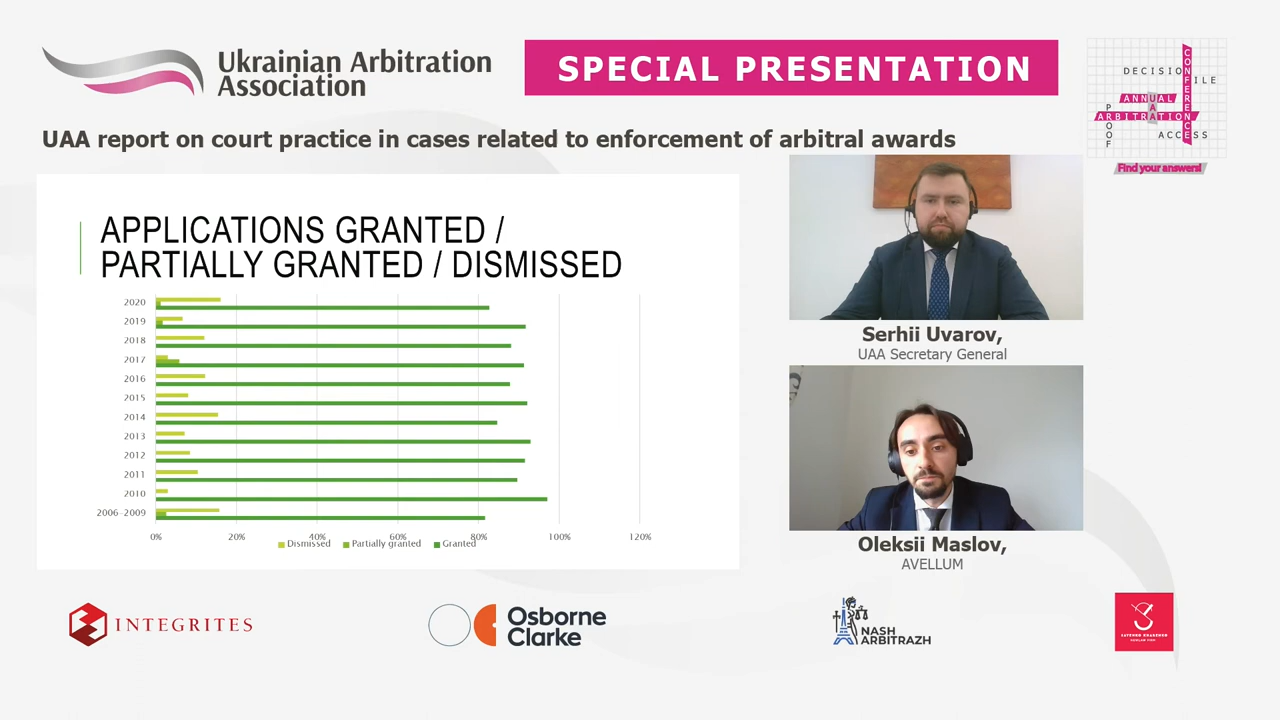 Ukrainian Arbitration
Association
SPECIAL PRESENTATION
DECISION FILE
CONFERENCE
ANNUAL
UAA
ARBITRATION
PROOF
ACCESS
Find your answers!
UAA report on court practice in cases related to enforcement of arbitral awards
APPLICATIONS GRANTED /
PARTIALLY GRANTED / DISMISSED
2020
2019
2018
2017
2016
2015
2014
2013
2012
2011
2010
2006-2009
0% 20% 40% 60% 80% 100% 120%
Dismissed Partially granted Granted
Serhii Uvarov,
UAA Secretary General
Oleksii Maslov,
AVELLUM
INTEGRITES
Osborne
Clarke
NASH
ARBITRAZH